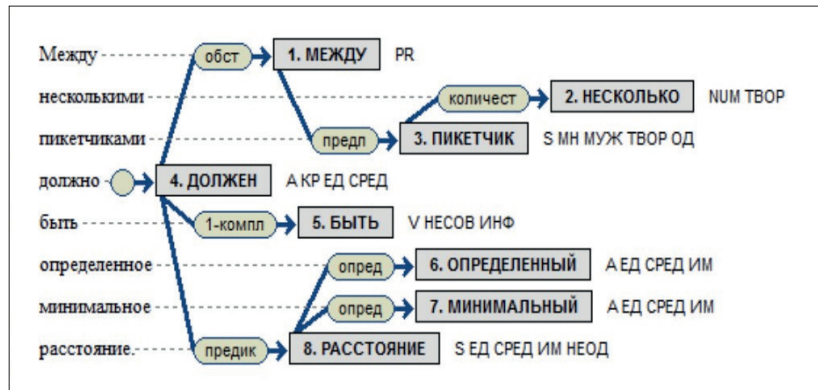 Между обст 1. МЕЖДУ PR
несколькими количест 2. НЕСКОЛЬКО NUM ТВОР
пикетчиками предл 3. ПИКЕТЧИК S МН МУЖ ТВОР ОД
должно 4. ДОЛЖЕН A КР ЕД СРЕД
быть 1-компл 5. БЫТЬ V НЕСОВ ИНФ
определенное опред 6. ОПРЕДЕЛЕННЫЙ A ЕД СРЕД ИМ
минимальное опред 7. МИНИМАЛЬНЫЙ A ЕД СРЕД ИМ
расстояние. предик 8. РАССТОЯНИЕ S ЕД СРЕД ИМ НЕОД